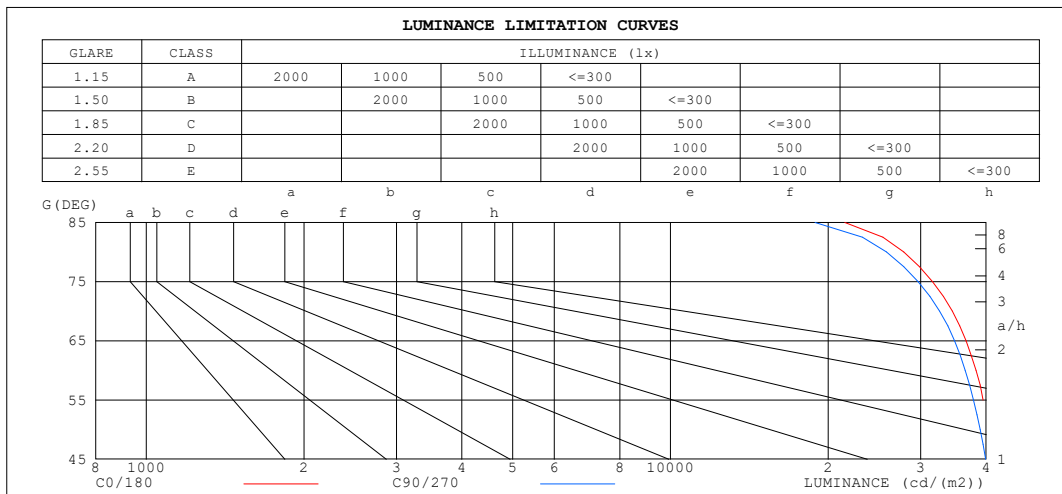 LUMINANCE LIMITATION CURVES
GLARE CLASS ILLUMINANCE (lx)
1.15 A 2000 1000 500 <=300
1.50 B 2000 1000 500 <=300
1.85 C 2000 1000 500 <=300
2.20 D 2000 1000 500 <=300
2.55 E 2000 1000 500 <=300
a b c d e f g h
G(DEG)
a b c d e f g h
85
8
6
75 4
3
a/h
65 2
55
45 1
8 1000 2 3 4 5 6 8 10000 2 3 4
C0/180 C90/270 LUMINANCE (cd/(m2))